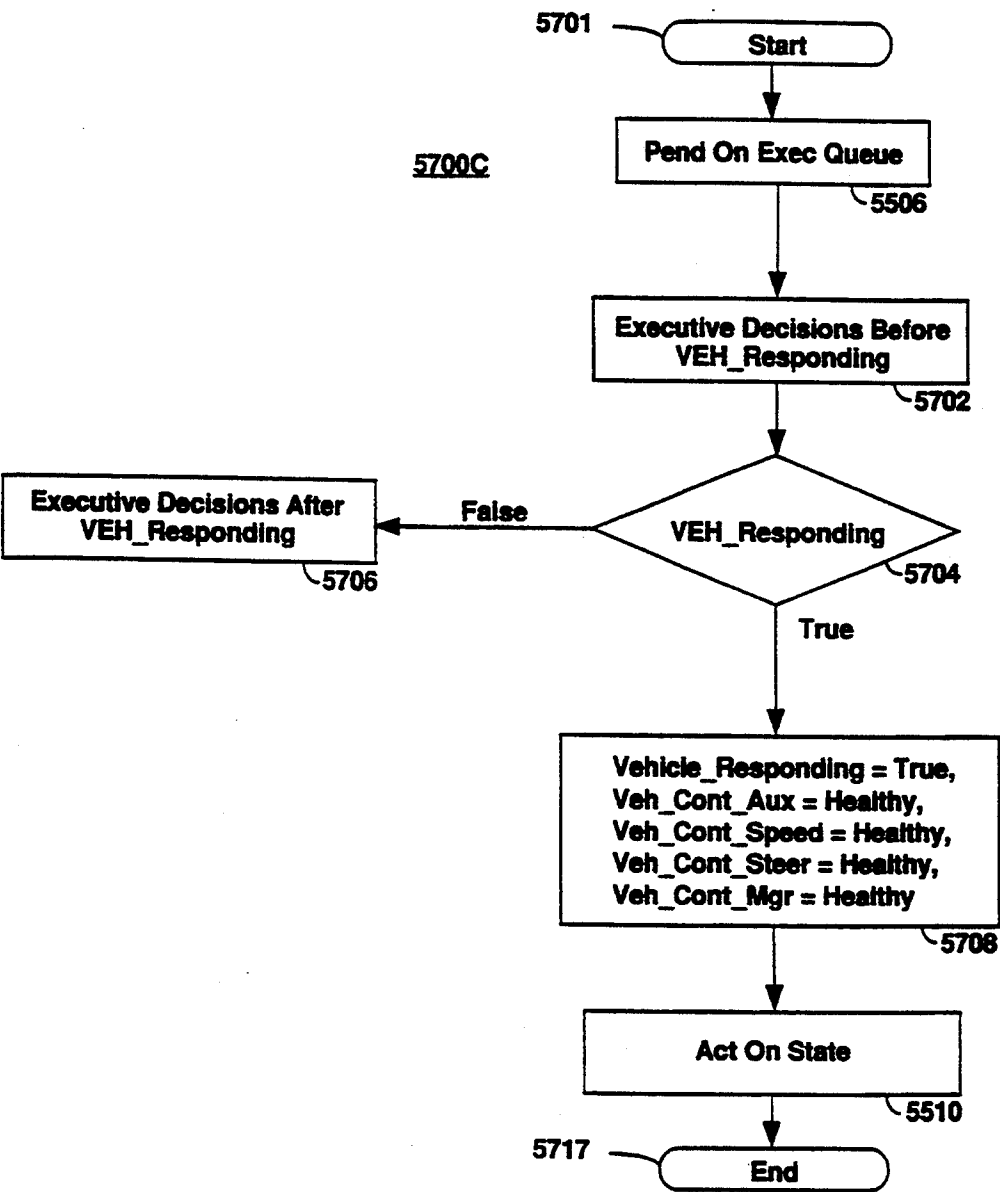 5701
Start
Pend On Exec Queue
5700C
5506
Executive Decisions Before
VEH_Responding
5702
Executive Decisions After
VEH_Responding
5706
False
VEH_Responding
5704
True
Vehicle_Responding = True,
Veh_Cont_Aux = Healthy,
Veh_Cont_Speed = Healthy,
Veh_Cont_Steer = Healthy,
Veh_Cont_Mgr = Healthy
5708
Act On State
5510
5717
End